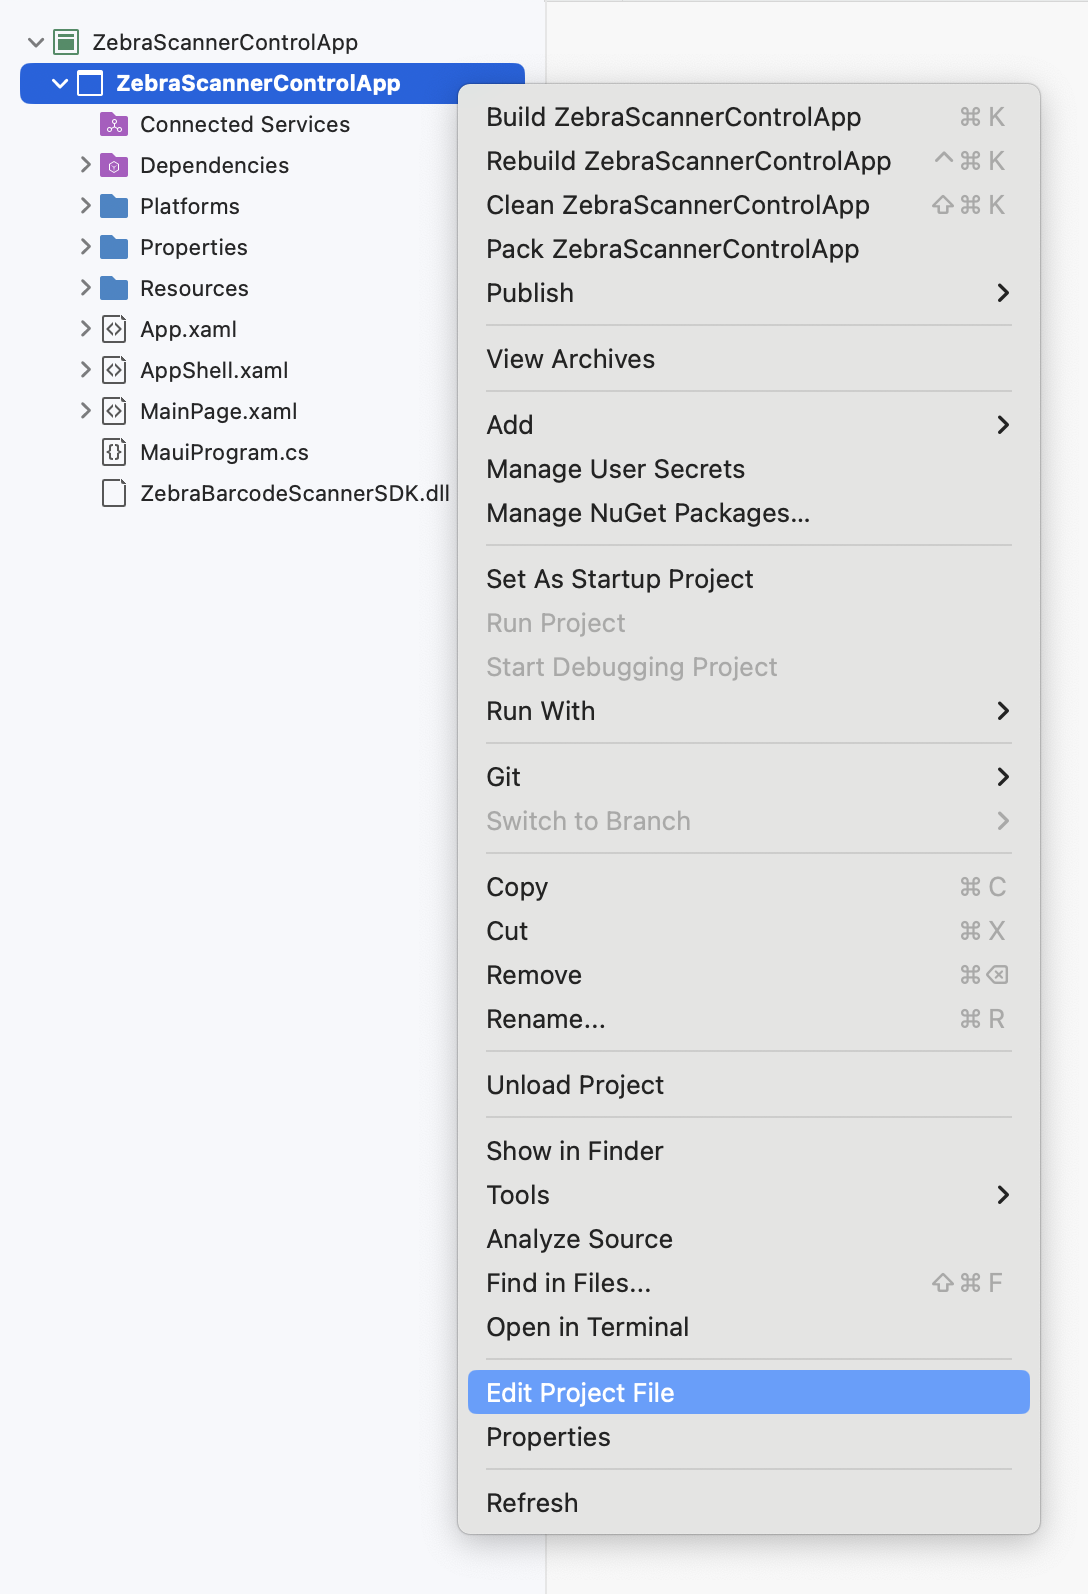 ZebraScannerControlApp
ZebraScannerControlApp
Connected Services
Dependencies
Platforms
Properties
Resources
App.xaml
AppShell.xaml
MainPage.xaml
MauiProgram.cs
ZebraBarcodeScannerSDK.dll
Build ZebraScannerControlApp ⌘ K
Rebuild ZebraScannerControlApp ^ ⌘ K
Clean ZebraScannerControlApp ⇧ ⌘ K
Pack ZebraScannerControlApp
Publish
View Archives
Add
Manage User Secrets
Manage NuGet Packages...
Set As Startup Project
Run Project
Start Debugging Project
Run With
Git
Switch to Branch
Copy ⌘ C
Cut ⌘ X
Remove ⌘ ⌫
Rename... ⌘ R
Unload Project
Show in Finder
Tools
Analyze Source
Find in Files... ⇧ ⌘ F
Open in Terminal
Edit Project File
Properties
Refresh